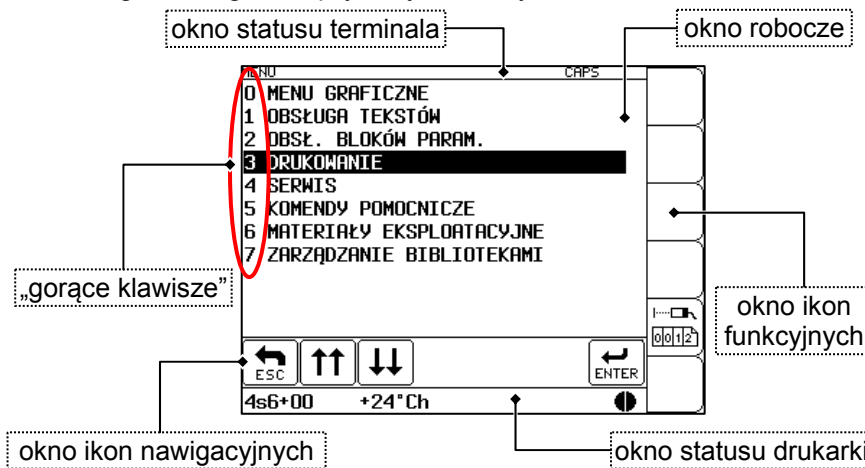 okno statusu terminala
okno robocze
MENU CAPS
0 MENU GRAFICZNE
1 OBSŁUGA TEKSTÓW
2 OBSŁ. BLOKÓW PARAM.
3 DRUKOWANIE
4 SERWIS
5 KOMENDY POMOCNICZE
6 MATERIAŁY EKSPLOATACYJNE
7 ZARZĄDZANIE BIBLIOTEKAMI
„gorące klawisze”
okno ikon
funkcyjnych
0012
ESC
ENTER
4s6+00 +24°Ch
okno ikon nawigacyjnych
okno statusu drukarki